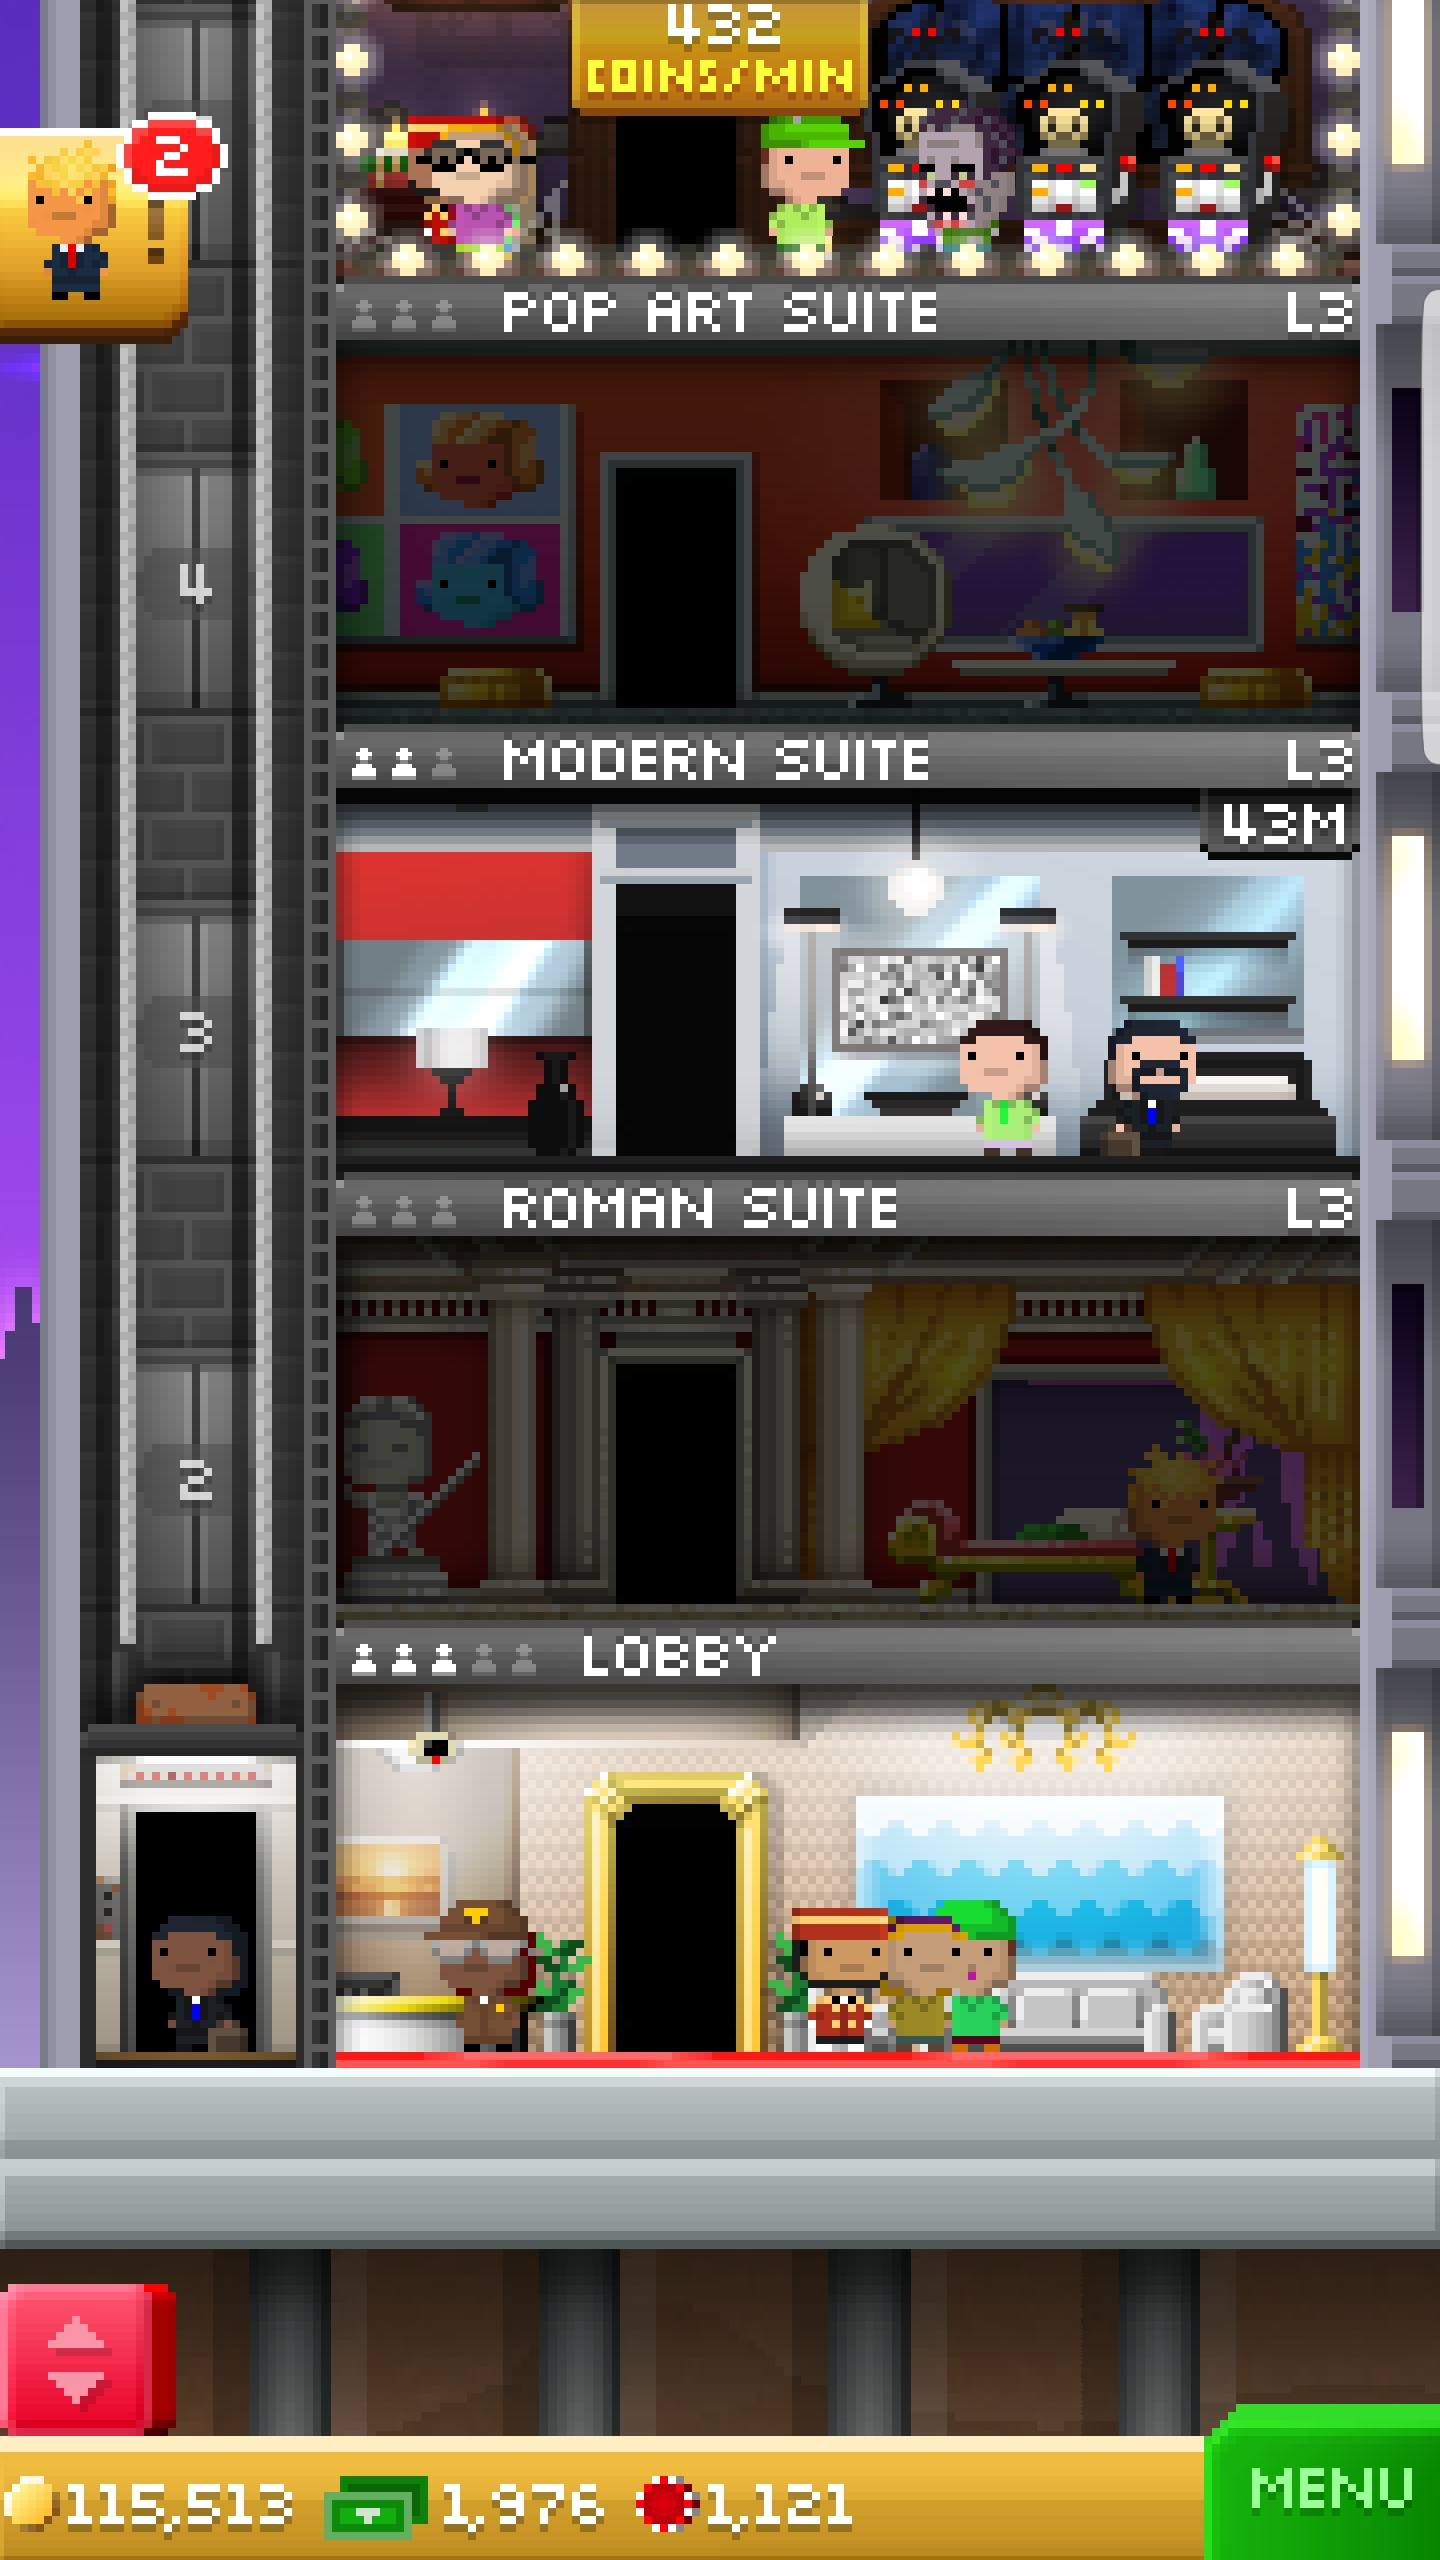 432
COINS/MIN
2
!
POP ART SUITE L3
4
MODERN SUITE L3
43M
3
ROMAN SUITE L3
2
LOBBY
115,513 1,976 1,121
MENU